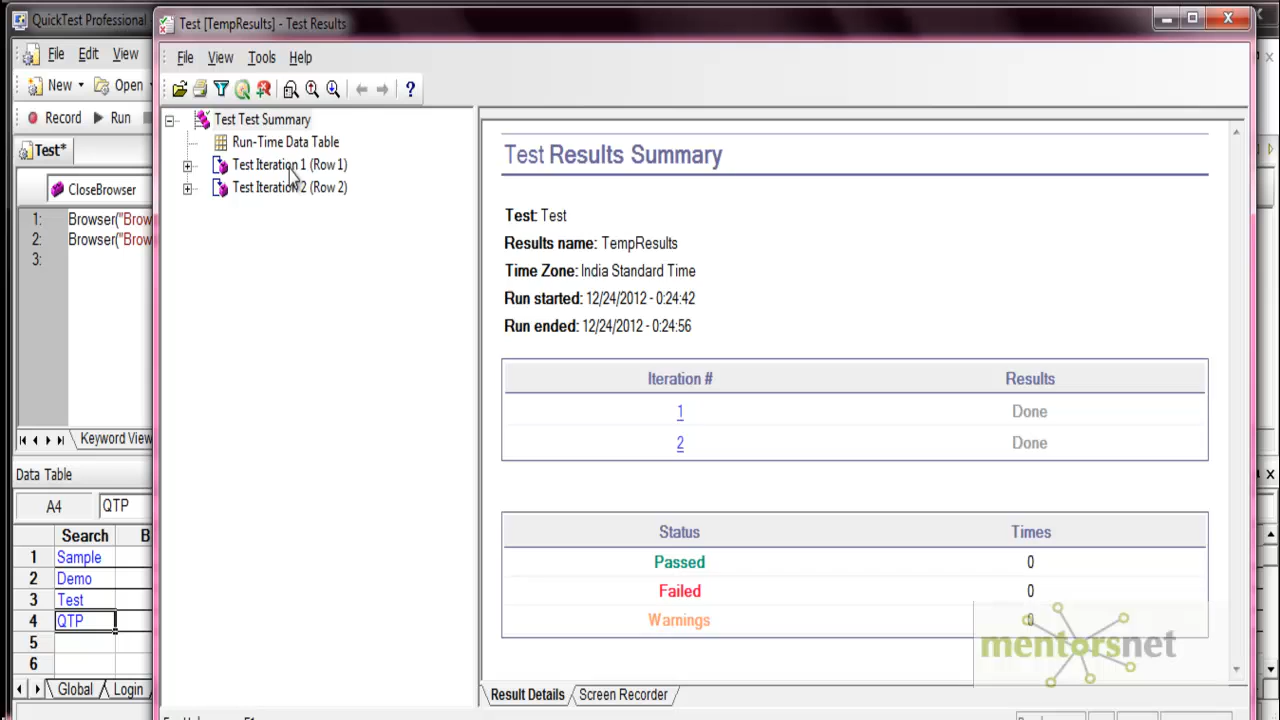 QuickTest Professional
Test [TempResults] - Test Results
File Edit View
File View Tools Help
New Open
Record Run
Test*
CloseBrowser
1: Browser("Brow
2: Browser("Brow
3:
Keyword View
Test Test Summary
Run-Time Data Table
Test Iteration 1 (Row 1)
Test Iteration 2 (Row 2)
Test Results Summary
Test: Test
Results name: TempResults
Time Zone: India Standard Time
Run started: 12/24/2012 - 0:24:42
Run ended: 12/24/2012 - 0:24:56
Iteration # Results
1 Done
2 Done
Status Times
Passed 0
Failed 0
Warnings 0
Data Table
A4 QTP
Search B
1 Sample
2 Demo
3 Test
4 QTP
5
6
Global Login
Result Details Screen Recorder
mentorsnet